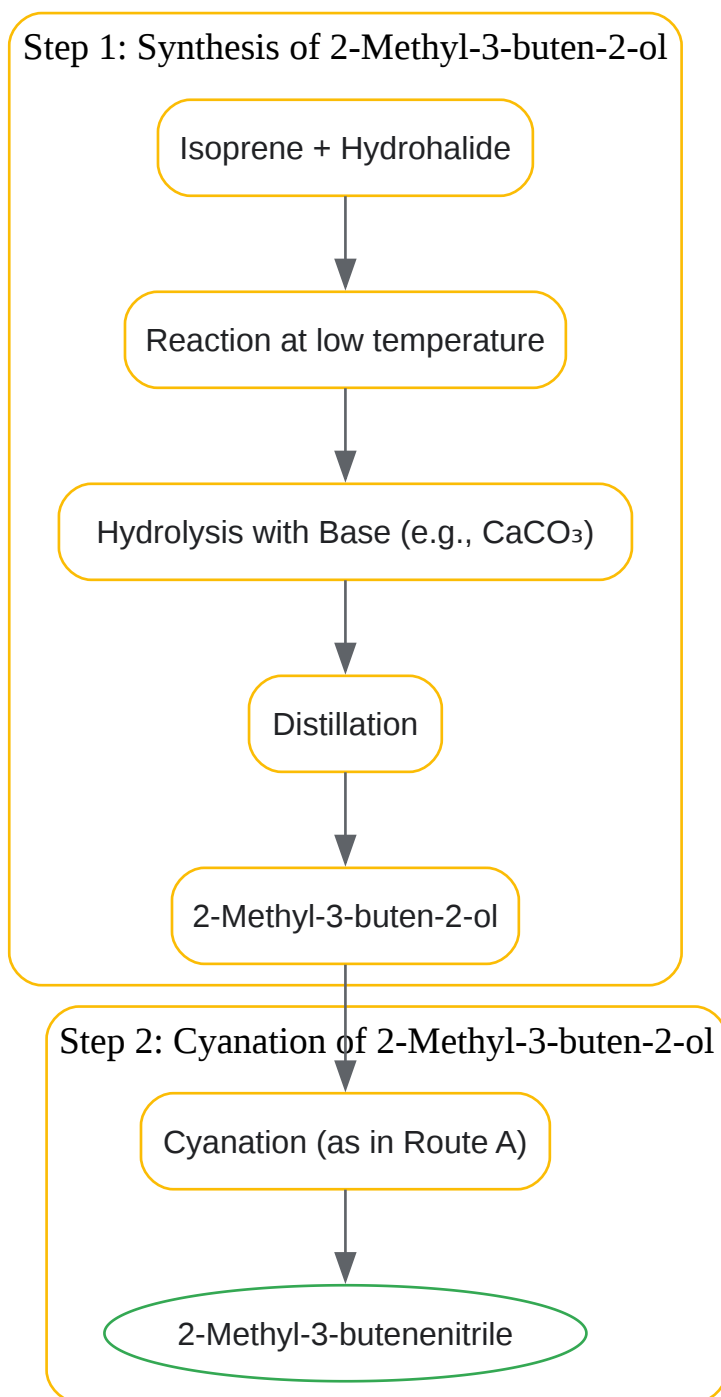 Step 1: Synthesis of 2-Methyl-3-buten-2-ol
Isoprene + Hydrohalide
Reaction at low temperature
Hydrolysis with Base (e.g., CaCO₃)
Distillation
2-Methyl-3-buten-2-ol
Step 2: Cyanation of 2-Methyl-3-buten-2-ol
Cyanation (as in Route A)
2-Methyl-3-butenenitrile